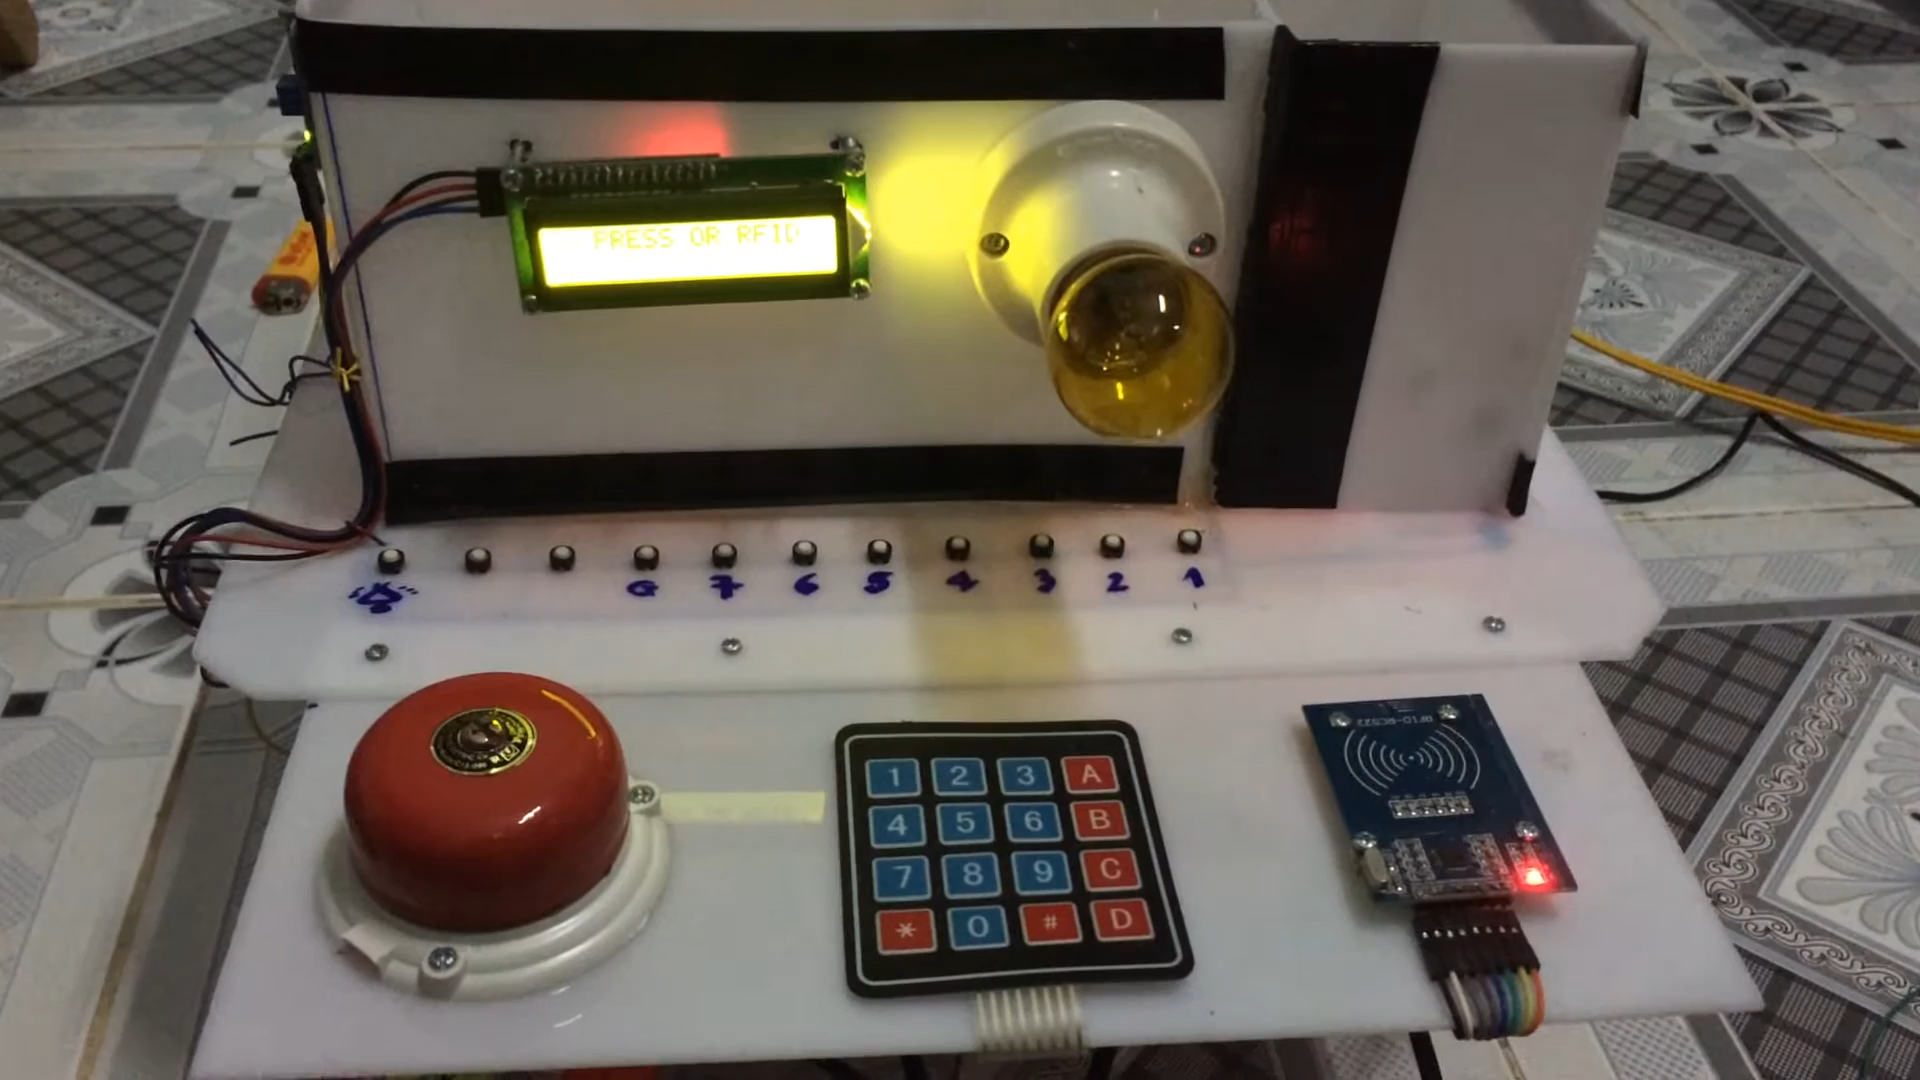 PRESS OR RFID
G 7 6 5 4 3 2 1
RFID-RC522
1 2 3 A
4 5 6 B
7 8 9 C
* 0 # D